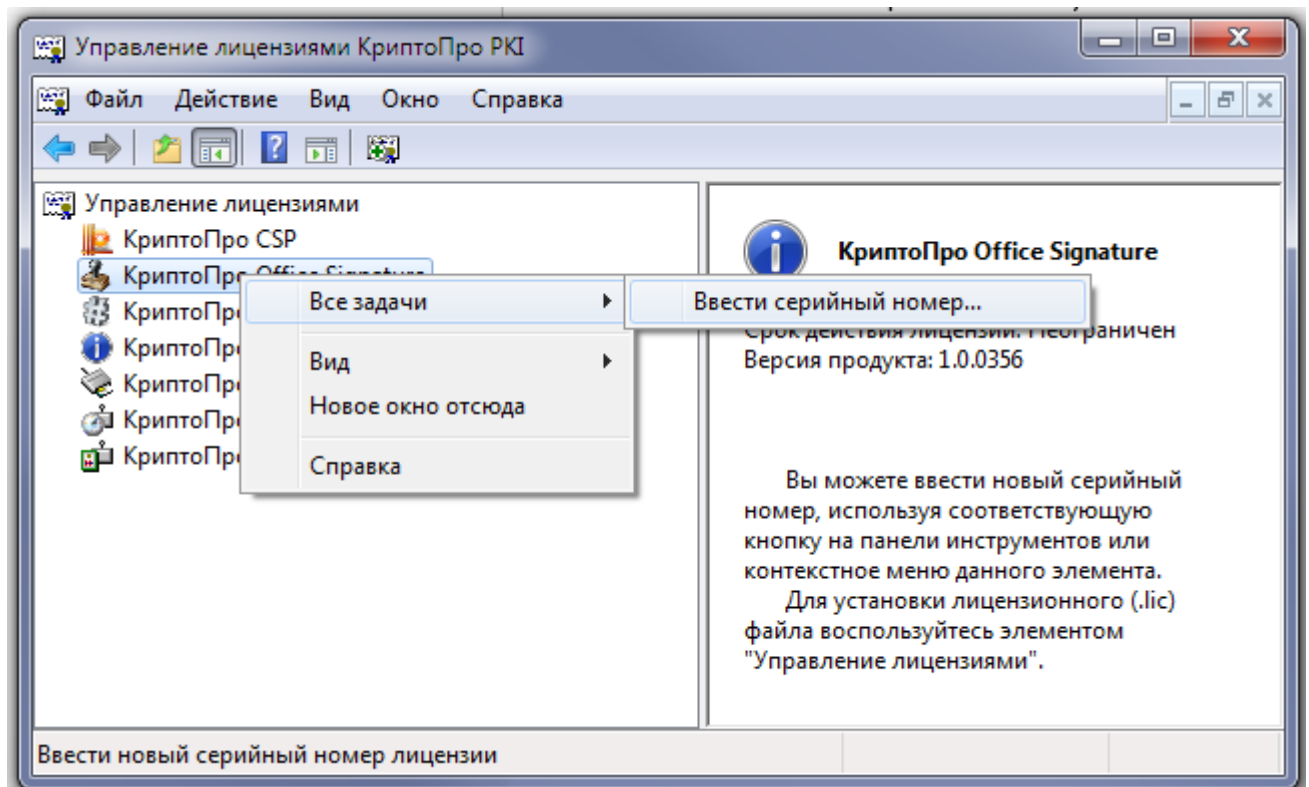 Управление лицензиями КриптоПро PKI
Файл Действие Вид Окно Справка
Управление лицензиями
КриптоПро CSP
КриптоПро Office Signature
КриптоПро
КриптоПро
КриптоПро
КриптоПро
КриптоПро
Все задачи
Вид
Новое окно отсюда
Справка
Ввести серийный номер...
КриптоПро Office Signature
Срок действия лицензии: Неограничен
Версия продукта: 1.0.0356
Вы можете ввести новый серийный
номер, используя соответствующую
кнопку на панели инструментов или
контекстное меню данного элемента.
Для установки лицензионного (.lic)
файла воспользуйтесь элементом
"Управление лицензиями".
Ввести новый серийный номер лицензии